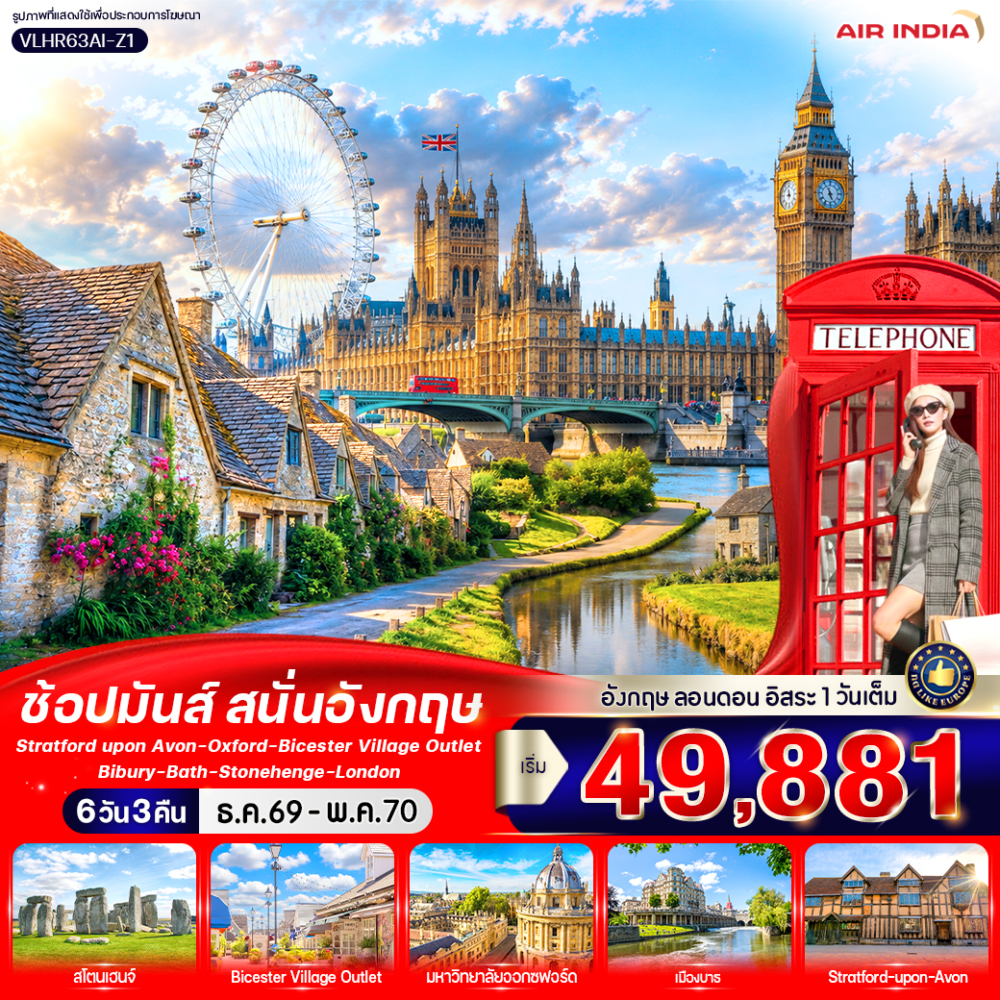 รูปภาพที่แสดงใช้เพื่อประกอบการโฆษณา
VLHR63AI-Z1
AIR INDIA
TELEPHONE
GO LIKE EUROPE
ช้อปมันส์ สนั่นอังกฤษ
Stratford upon Avon-Oxford-Bicester Village Outlet
Bibury-Bath-Stonehenge-London
6 วัน 3 คืน
ธ.ค.69 - พ.ค.70
อังกฤษ ลอนดอน อิสระ 1 วันเต็ม
เริ่ม
49,881
สโตนเฮนจ์
Bicester Village Outlet
มหาวิทยาลัยออกซฟอร์ด
เมืองบาธ
Stratford-upon-Avon